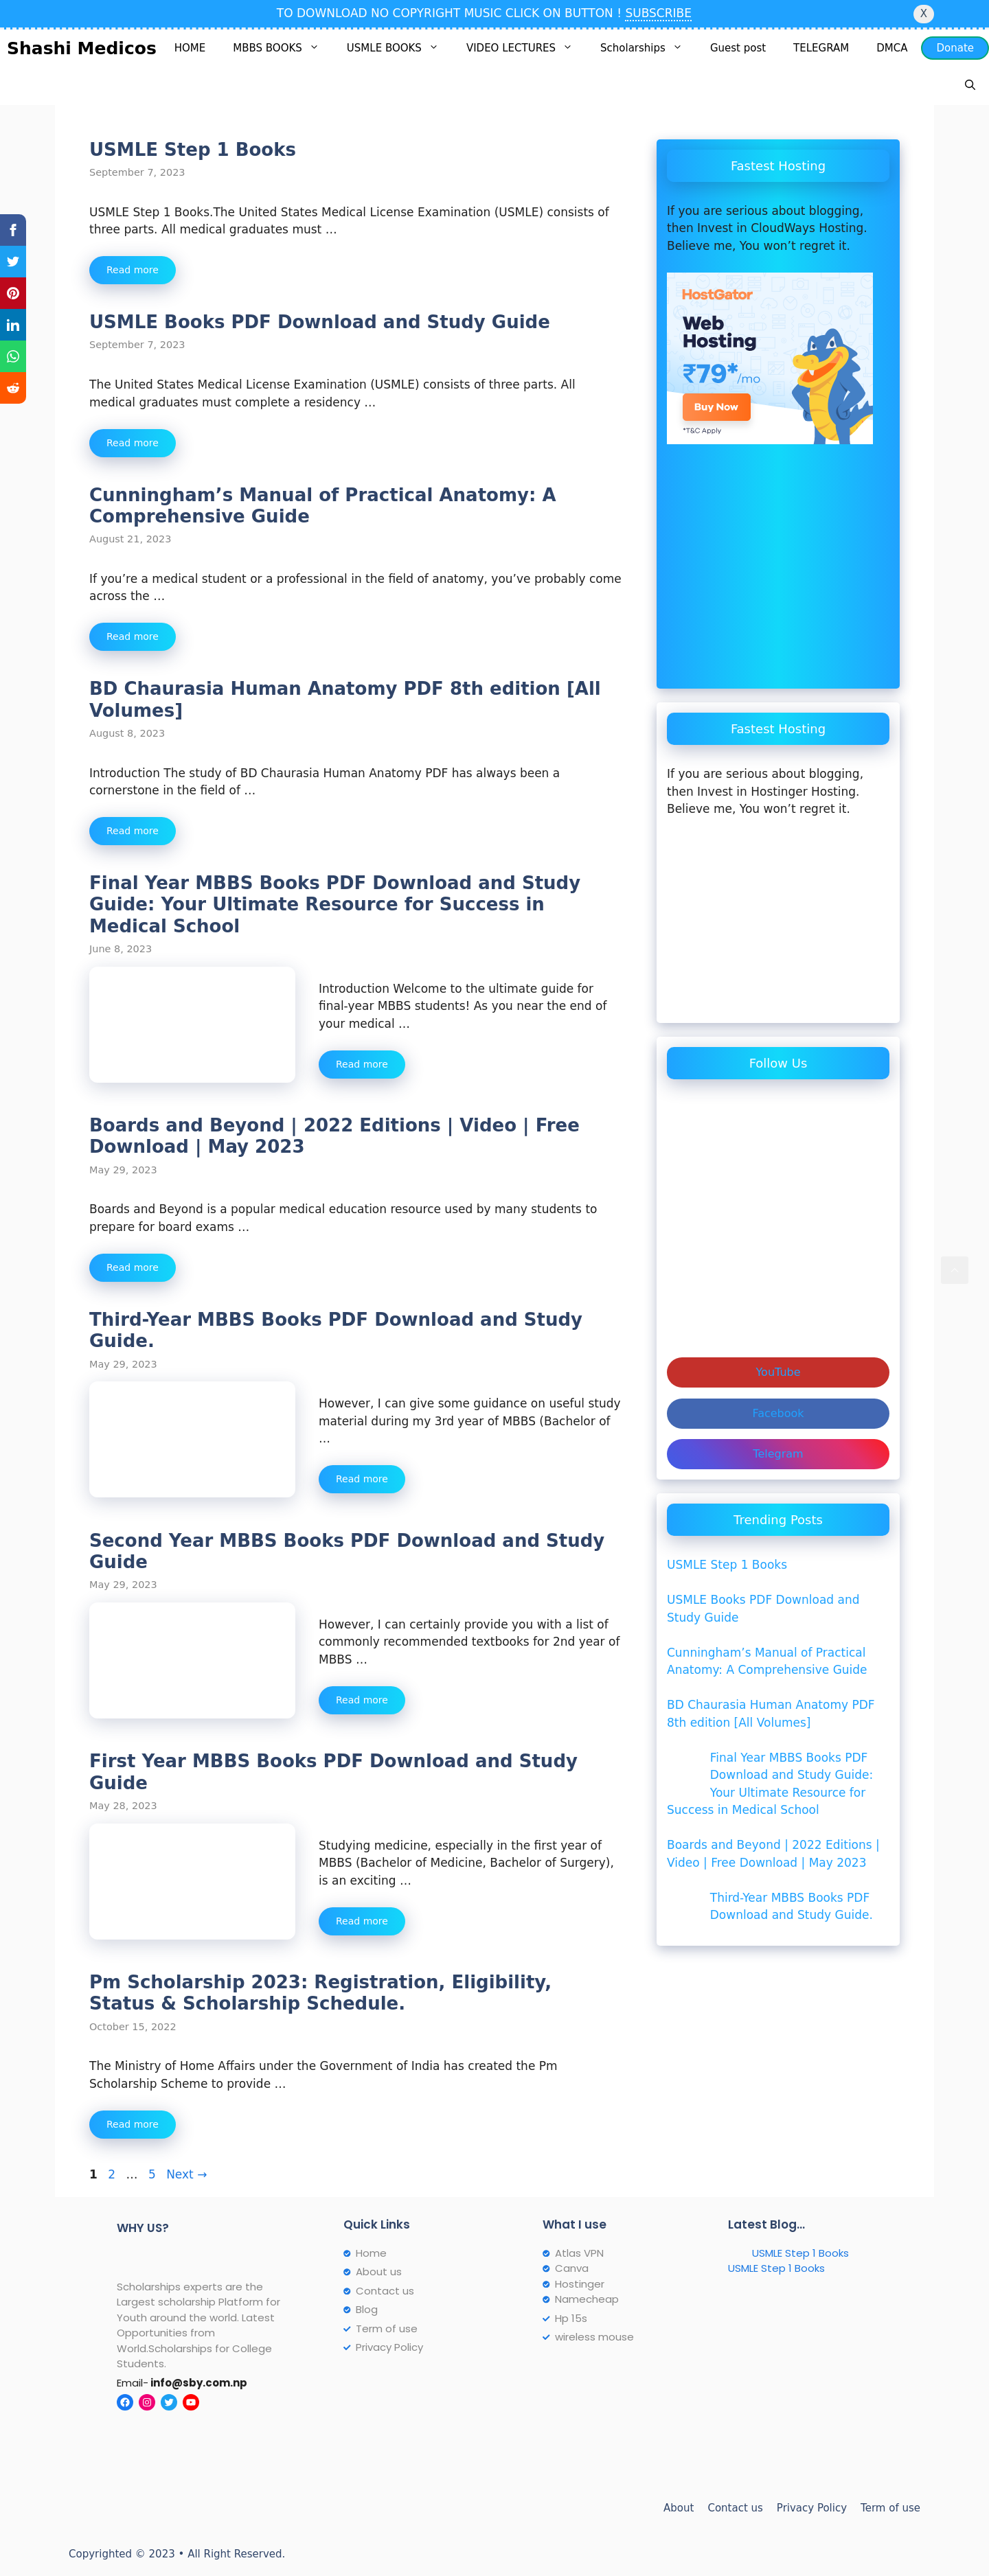 TO DOWNLOAD NO COPYRIGHT MUSIC CLICK ON BUTTON ! SUBSCRIBE
X
Shashi Medicos
HOME
MBBS BOOKS
USMLE BOOKS
VIDEO LECTURES
Scholarships
Guest post
TELEGRAM
DMCA
Donate
USMLE Step 1 Books
September 7, 2023
USMLE Step 1 Books.The United States Medical License Examination (USMLE) consists of
three parts. All medical graduates must …
Read more
USMLE Books PDF Download and Study Guide
September 7, 2023
The United States Medical License Examination (USMLE) consists of three parts. All
medical graduates must complete a residency …
Read more
Cunningham’s Manual of Practical Anatomy: A
Comprehensive Guide
August 21, 2023
If you’re a medical student or a professional in the field of anatomy, you’ve probably come
across the …
Read more
BD Chaurasia Human Anatomy PDF 8th edition [All
Volumes]
August 8, 2023
Introduction The study of BD Chaurasia Human Anatomy PDF has always been a
cornerstone in the field of …
Read more
Final Year MBBS Books PDF Download and Study
Guide: Your Ultimate Resource for Success in
Medical School
June 8, 2023
Introduction Welcome to the ultimate guide for
final-year MBBS students! As you near the end of
your medical …
Read more
Boards and Beyond | 2022 Editions | Video | Free
Download | May 2023
May 29, 2023
Boards and Beyond is a popular medical education resource used by many students to
prepare for board exams …
Read more
Third-Year MBBS Books PDF Download and Study
Guide.
May 29, 2023
However, I can give some guidance on useful study
material during my 3rd year of MBBS (Bachelor of
…
Read more
Second Year MBBS Books PDF Download and Study
Guide
May 29, 2023
However, I can certainly provide you with a list of
commonly recommended textbooks for 2nd year of
MBBS …
Read more
First Year MBBS Books PDF Download and Study
Guide
May 28, 2023
Studying medicine, especially in the first year of
MBBS (Bachelor of Medicine, Bachelor of Surgery),
is an exciting …
Read more
Pm Scholarship 2023: Registration, Eligibility,
Status & Scholarship Schedule.
October 15, 2022
The Ministry of Home Affairs under the Government of India has created the Pm
Scholarship Scheme to provide …
Read more
1 2 … 5 Next →
Fastest Hosting
If you are serious about blogging,
then Invest in CloudWays Hosting.
Believe me, You won’t regret it.
HostGator
Web
Hosting
₹79*/mo
Buy Now
*T&C Apply
Fastest Hosting
If you are serious about blogging,
then Invest in Hostinger Hosting.
Believe me, You won’t regret it.
Follow Us
YouTube
Facebook
Telegram
Trending Posts
USMLE Step 1 Books
USMLE Books PDF Download and
Study Guide
Cunningham’s Manual of Practical
Anatomy: A Comprehensive Guide
BD Chaurasia Human Anatomy PDF
8th edition [All Volumes]
Final Year MBBS Books PDF
Download and Study Guide:
Your Ultimate Resource for
Success in Medical School
Boards and Beyond | 2022 Editions |
Video | Free Download | May 2023
Third-Year MBBS Books PDF
Download and Study Guide.
WHY US?
Scholarships experts are the
Largest scholarship Platform for
Youth around the world. Latest
Opportunities from
World.Scholarships for College
Students.
Email- info@sby.com.np
Quick Links
Home
About us
Contact us
Blog
Term of use
Privacy Policy
What I use
Atlas VPN
Canva
Hostinger
Namecheap
Hp 15s
wireless mouse
Latest Blog…
USMLE Step 1 Books
USMLE Step 1 Books
About
Contact us
Privacy Policy
Term of use
Copyrighted © 2023 • All Right Reserved.